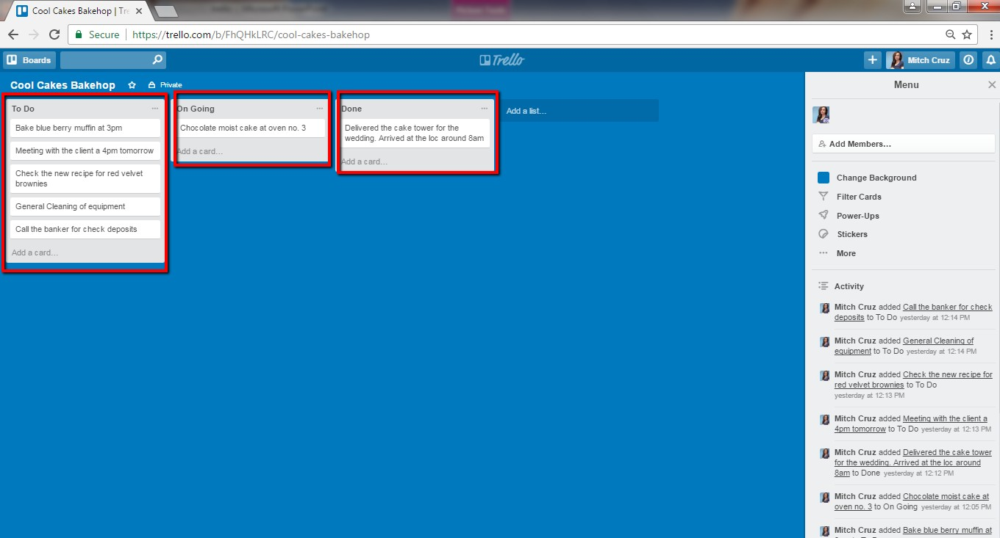 Cool Cakes Bakehop | Tre
Secure https://trello.com/b/FhQHkLRC/cool-cakes-bakehop
Boards
Trello
Mitch Cruz
Cool Cakes Bakehop
Private
To Do
Bake blue berry muffin at 3pm
Meeting with the client a 4pm tomorrow
Check the new recipe for red velvet
brownies
General Cleaning of equipment
Call the banker for check deposits
Add a card...
On Going
Chocolate moist cake at oven no. 3
Add a card...
Done
Delivered the cake tower for the
wedding. Arrived at the loc around 8am
Add a card...
Add a list...
Menu
Add Members...
Change Background
Filter Cards
Power-Ups
Stickers
More
Activity
Mitch Cruz added Call the banker for check
deposits to To Do yesterday at 12:14 PM
Mitch Cruz added General Cleaning of
equipment to To Do yesterday at 12:14 PM
Mitch Cruz added Check the new recipe for
red velvet brownies to To Do
yesterday at 12:13 PM
Mitch Cruz added Meeting with the client a
4pm tomorrow to To Do yesterday at 12:13 PM
Mitch Cruz added Delivered the cake tower
for the wedding. Arrived at the loc around
8am to Done yesterday at 12:12 PM
Mitch Cruz added Chocolate moist cake at
oven no. 3 to On Going yesterday at 12:05 PM
Mitch Cruz added Bake blue berry muffin at